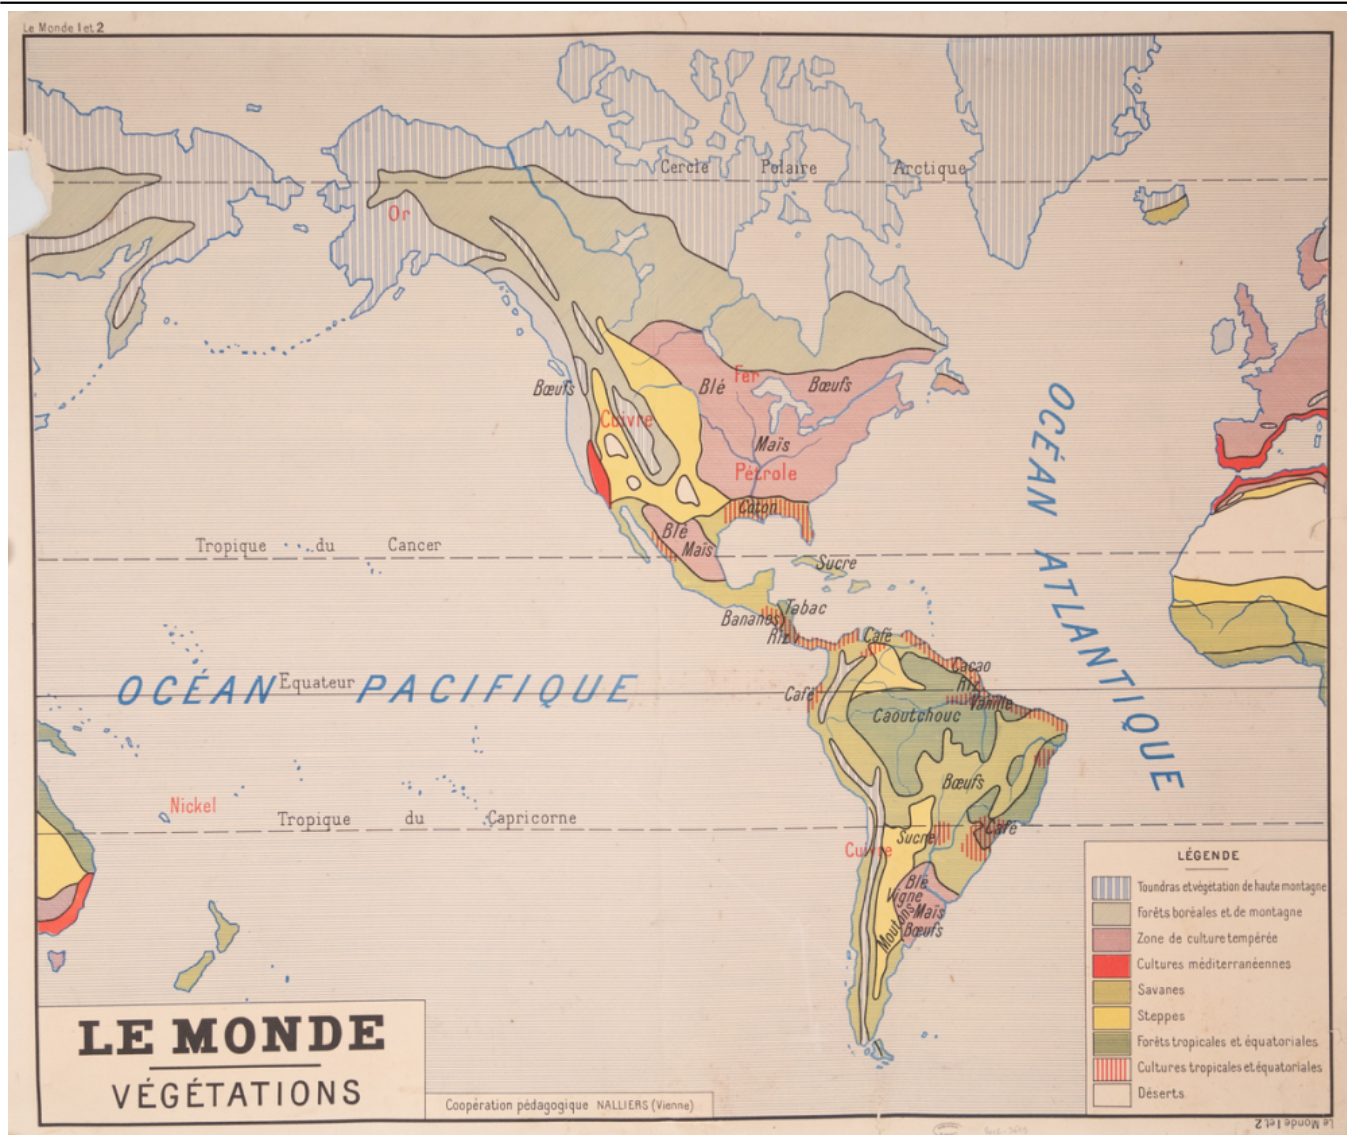 Le Monde 1 et 2
Cercle Polaire Arctique
Or
Bœufs
Blé
Fer
Bœufs
Cuivre
Maïs
Pétrole
Coton
Blé
Maïs
Tropique du Cancer
Sucre
Tabac
Bananes
Riz
Café
Cacao
Riz
Vanille
Café
Caoutchouc
Equateur
OCÉAN PACIFIQUE
OCÉAN ATLANTIQUE
Bœufs
Nickel
Tropique du Capricorne
Sucre
Café
Cuivre
Blé
Vigne
Maïs
Moutons
Bœufs
LÉGENDE
Toundras et végétation de haute montagne
Forêts boréales et de montagne
Zone de culture tempérée
Cultures méditerranéennes
Savanes
Steppes
Forêts tropicales et équatoriales
Cultures tropicales et équatoriales
Déserts
LE MONDE
VÉGÉTATIONS
Coopération pédagogique NALLIERS (Vienne)
Le Monde 1 et 2